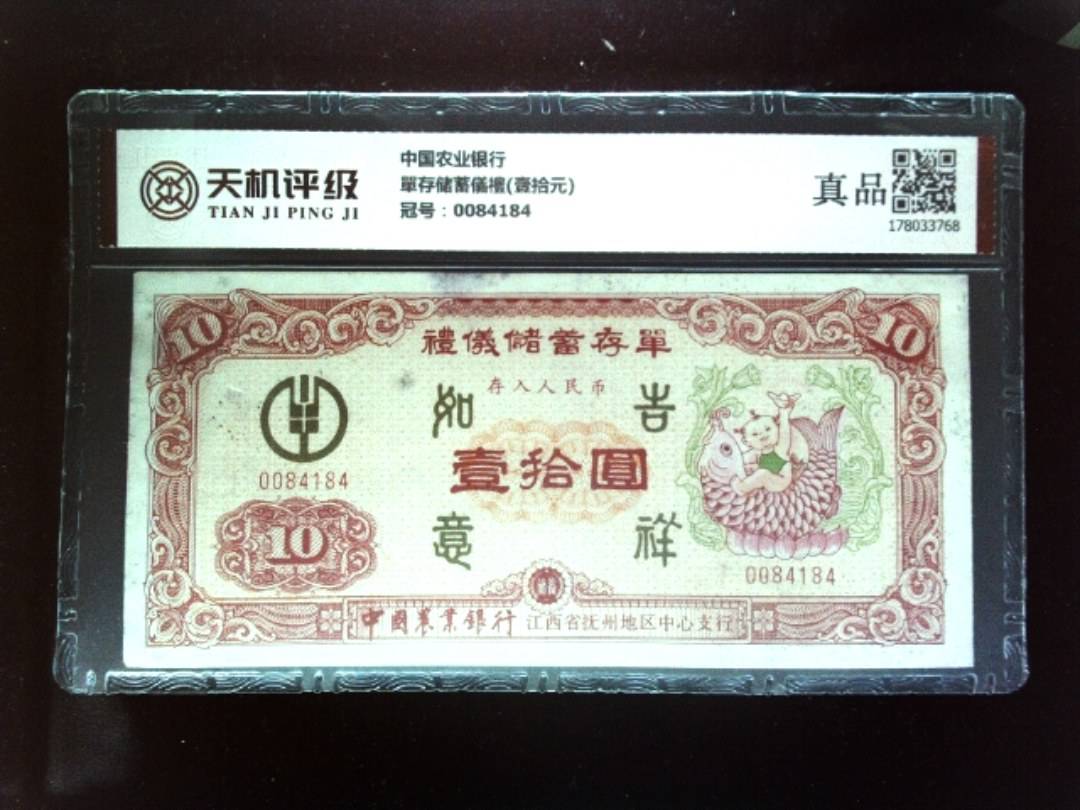 天机评级
TIAN JI PING JI
中国农业银行
單存储蓄儀禮(壹拾元)
冠号：0084184
真品
178033768
10
10
禮儀儲蓄存單
存入人民币
如
吉
壹拾圓
意
祥
0084184
10
0084184
中國農業銀行 江西省抚州地区中心支行